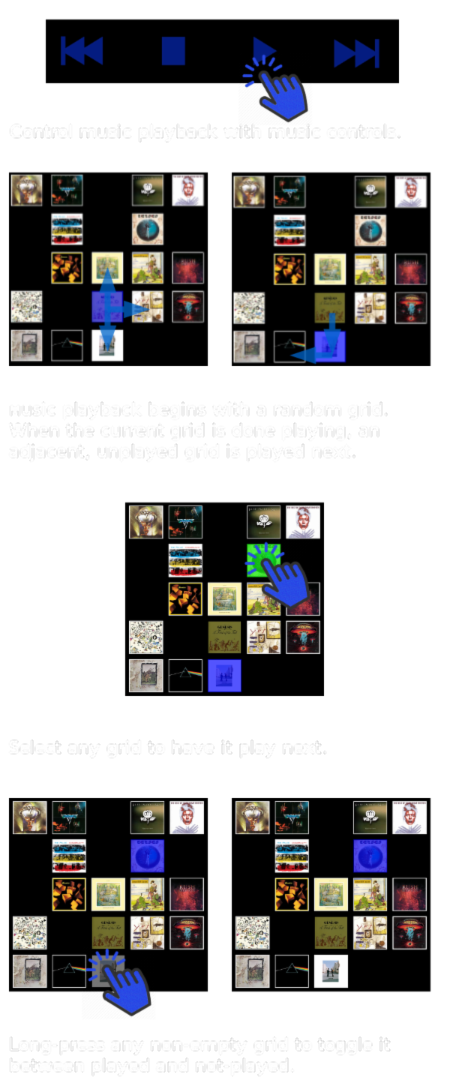 Control music playback with music controls.
Music playback begins with a random grid.
When the current grid is done playing, an
adjacent, unplayed grid is played next.
Select any grid to have it play next.
Long-press any non-empty grid to toggle it
between played and not-played.